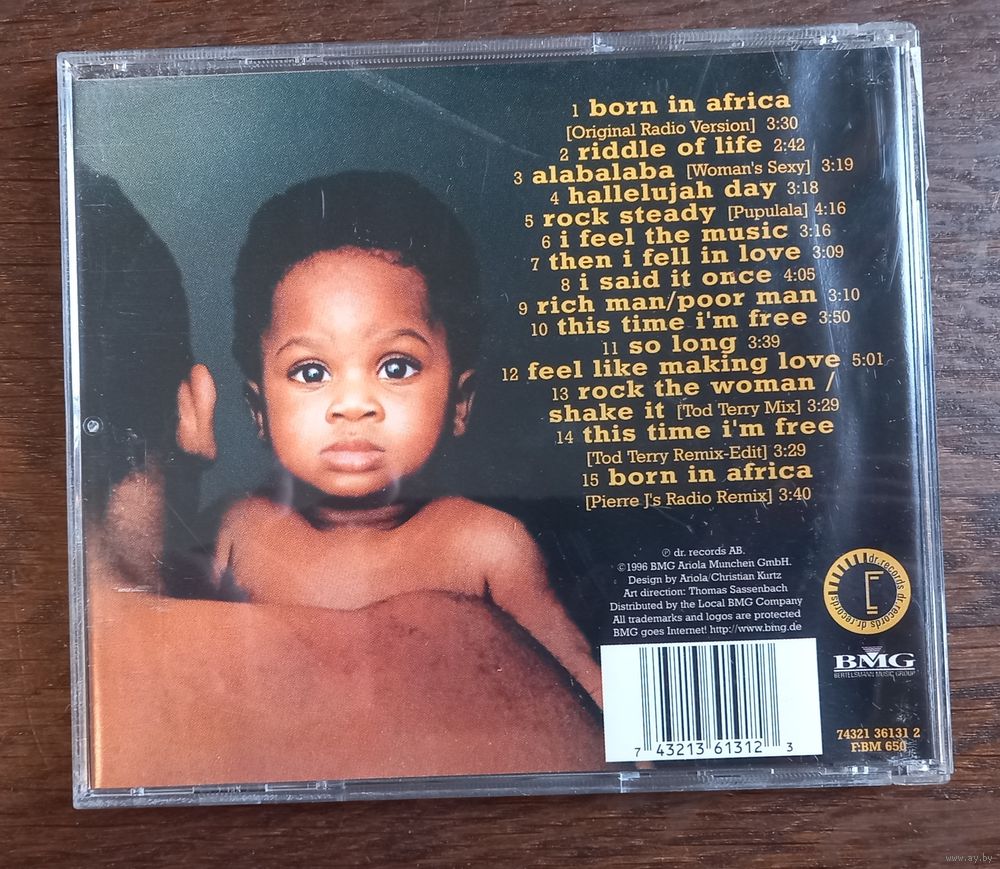 1 born in africa
[Original Radio Version] 3:30
2 riddle of life 2:42
3 alabalaba [Woman's Sexy] 3:19
4 hallelujah day 3:18
5 rock steady [Pupulala] 4:16
6 i feel the music 3:16
7 then i fell in love 3:09
8 i said it once 4:05
9 rich man/poor man 3:10
10 this time i'm free 3:50
11 so long 3:39
12 feel like making love 5:01
13 rock the woman /
shake it [Tod Terry Mix] 3:29
14 this time i'm free
[Tod Terry Remix-Edit] 3:29
15 born in africa
[Pierre J's Radio Remix] 3:40
℗ dr. records AB.
©1996 BMG Ariola Munchen GmbH.
Design by Ariola/Christian Kurtz
Art direction: Thomas Sassenbach
Distributed by the Local BMG Company
All trademarks and logos are protected
BMG goes Internet! http://www.bmg.de
dr. records dr. records dr. records
BMG
BERTELSMANN MUSIC GROUP
74321 36131 2
F:BM 650
7 43213 61312 3
www.ay.by